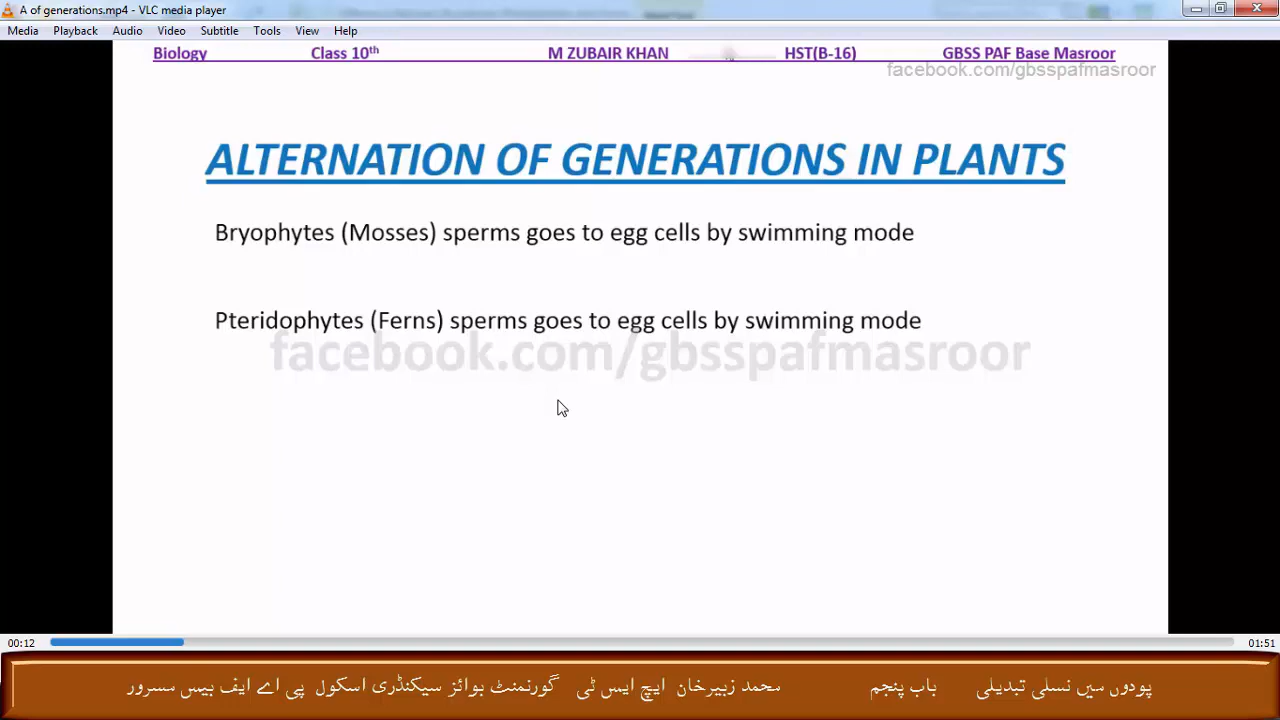 A of generations.mp4 - VLC media player
Media Playback Audio Video Subtitle Tools View Help
Biology Class 10th M ZUBAIR KHAN HST(B-16) GBSS PAF Base Masroor
facebook.com/gbsspafmasroor
ALTERNATION OF GENERATIONS IN PLANTS
Bryophytes (Mosses) sperms goes to egg cells by swimming mode
Pteridophytes (Ferns) sperms goes to egg cells by swimming mode
facebook.com/gbsspafmasroor
00:12 01:51
پودوں میں نسلی تبدیلی باب پنجم محمد زبیرخان ایچ ایس ٹی گورنمنٹ بوائز سیکنڈری اسکول پی اے ایف بیس مسرور